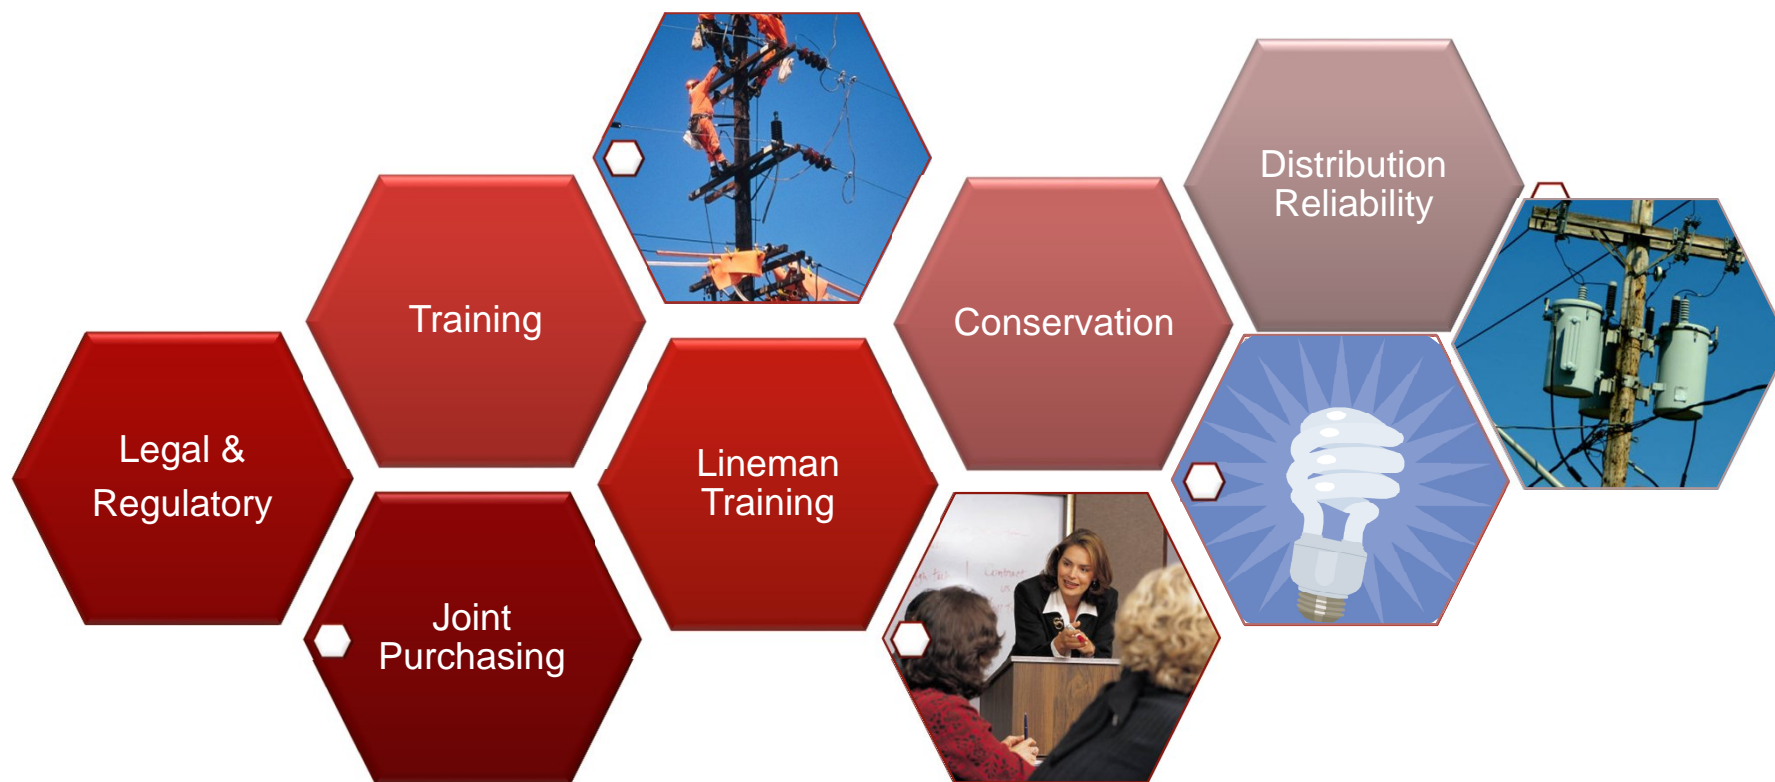 Legal &
Regulatory
Training
Joint
Purchasing
Lineman
Training
Conservation
Distribution
Reliability